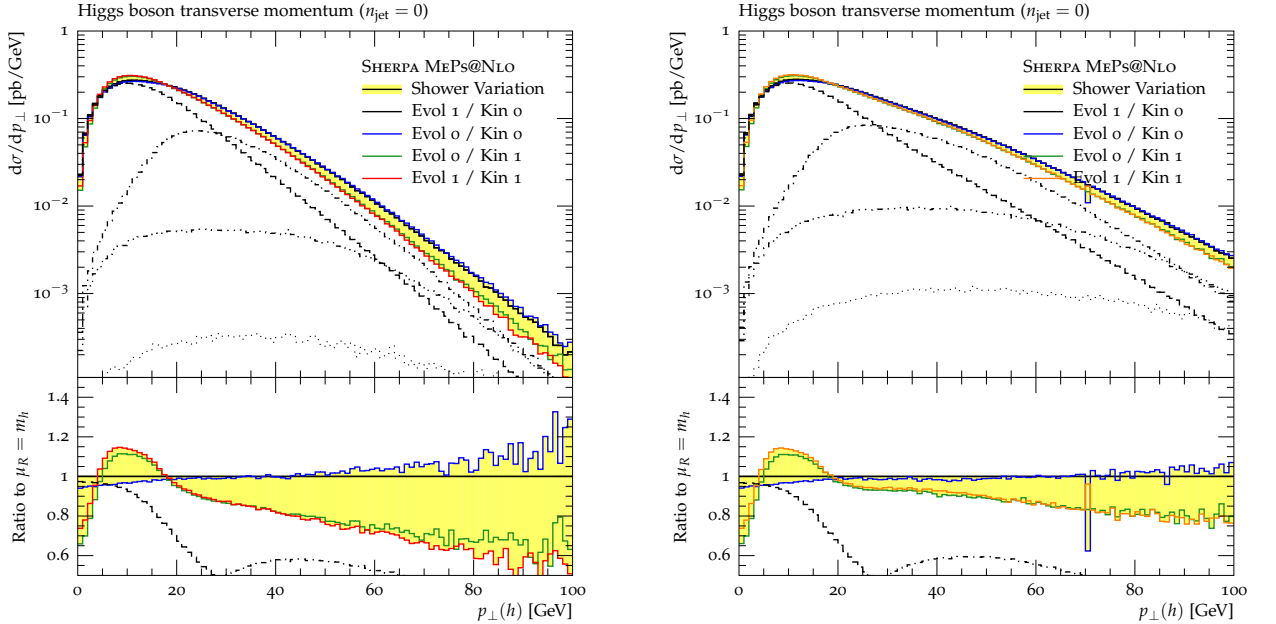 Higgs boson transverse momentum (n_jet = 0)
SHERPA MEPS@NLO
Shower Variation
Evol 1 / Kin 0
Evol 0 / Kin 0
Evol 0 / Kin 1
Evol 1 / Kin 1
1
10^−1
10^−2
10^−3
dσ/dp⊥ [pb/GeV]
1.4
1.2
1
0.8
0.6
Ratio to μ_R = m_h
0 20 40 60 80 100
p⊥(h) [GeV]
Higgs boson transverse momentum (n_jet = 0)
SHERPA MEPS@NLO
Shower Variation
Evol 1 / Kin 0
Evol 0 / Kin 0
Evol 0 / Kin 1
Evol 1 / Kin 1
1
10^−1
10^−2
10^−3
dσ/dp⊥ [pb/GeV]
1.4
1.2
1
0.8
0.6
Ratio to μ_R = m_h
0 20 40 60 80 100
p⊥(h) [GeV]